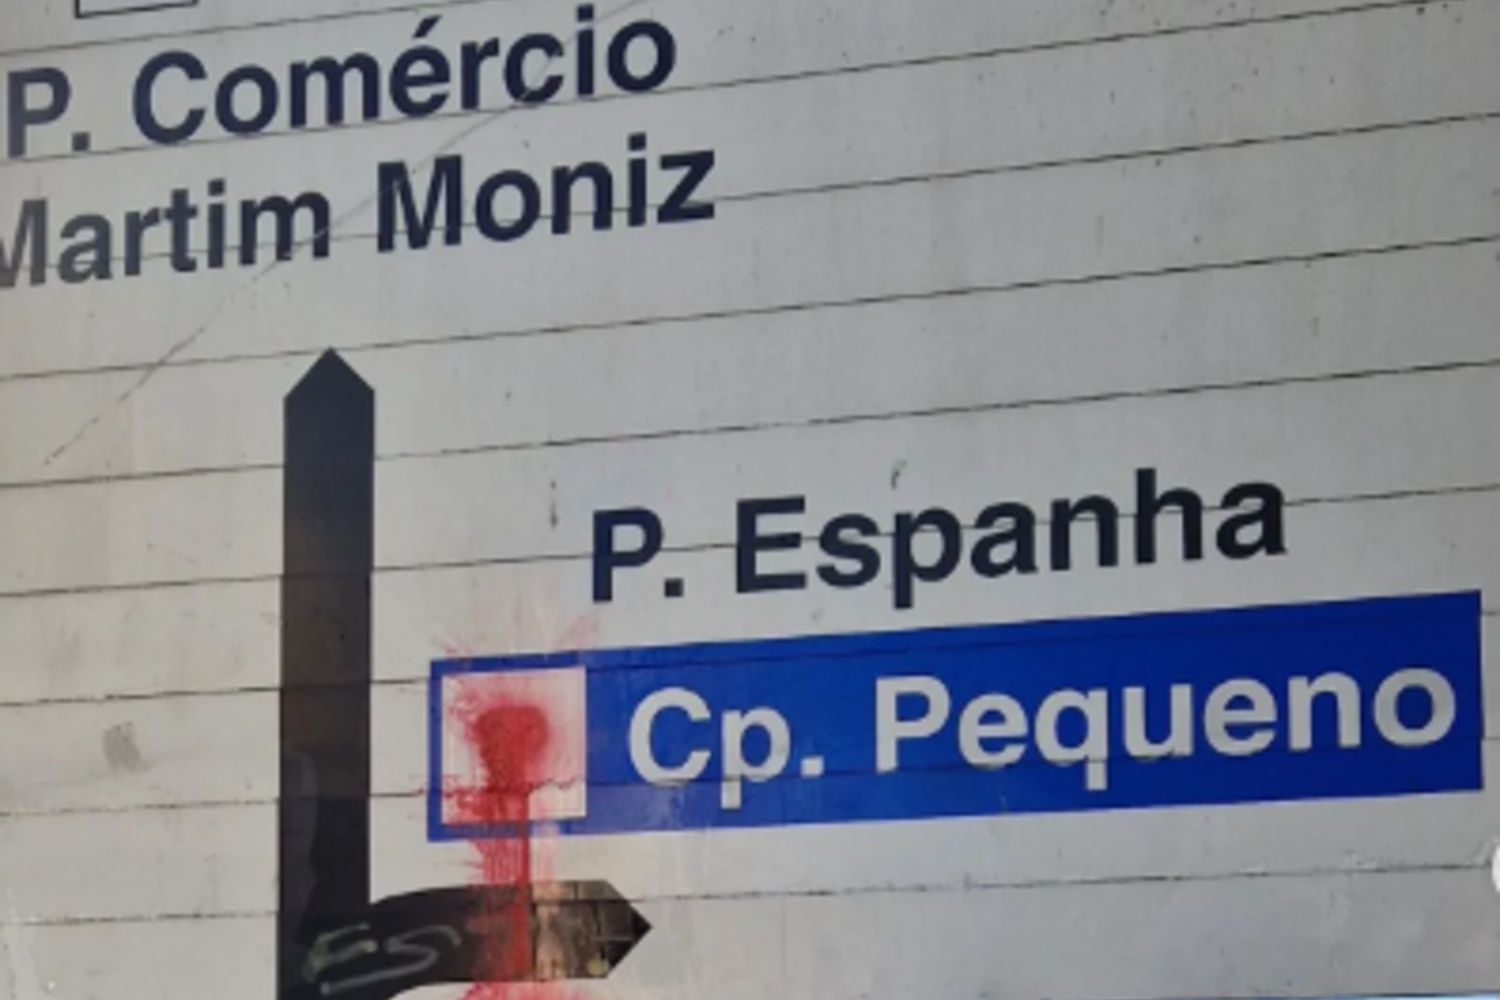 P. Comércio
Martim Moniz
P. Espanha
Cp. Pequeno